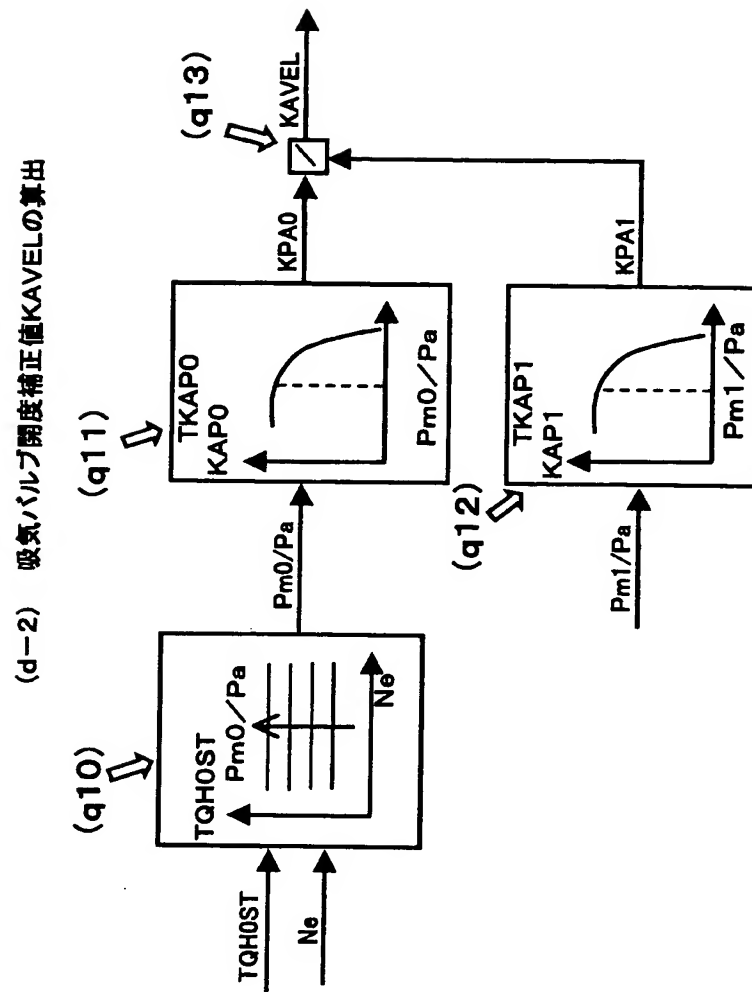 (d-2) 吸気バルブ開度補正値KAVELの算出
(q10)
TQH0ST
Pm0/Pa
Ne
TQH0ST
Ne
Pm0/Pa
(q11)
TKAP0
KAP0
Pm0/Pa
KPA0
(q13)
KAVEL
(q12)
TKAP1
KAP1
Pm1/Pa
Pm1/Pa
KPA1